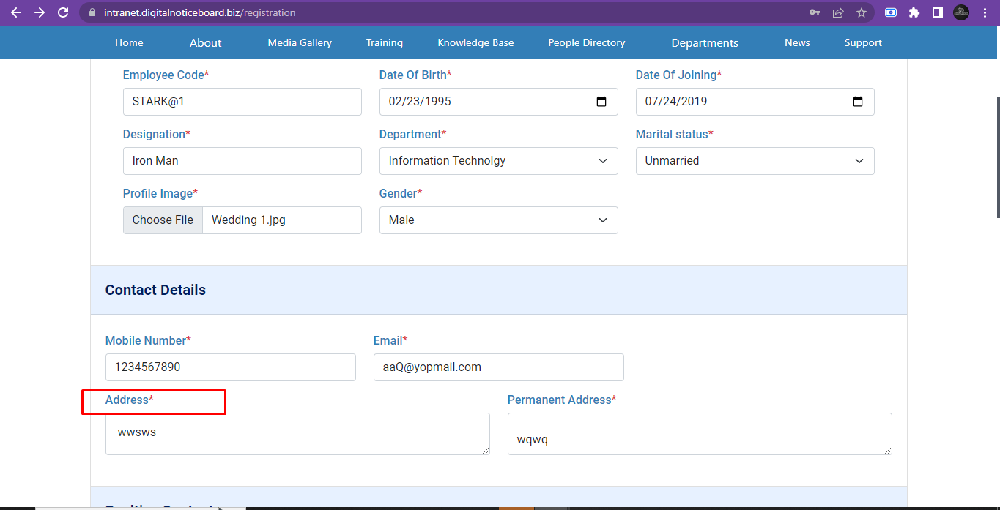 intranet.digitalnoticeboard.biz/registration
Home About Media Gallery Training Knowledge Base People Directory Departments News Support
Employee Code* Date Of Birth* Date Of Joining*
STARK@1 02/23/1995 07/24/2019
Designation* Department* Marital status*
Iron Man Information Technolgy Unmarried
Profile Image* Gender*
Choose File Wedding 1.jpg Male
Contact Details
Mobile Number* Email*
1234567890 aaQ@yopmail.com
Address* Permanent Address*
wwsws wqwq